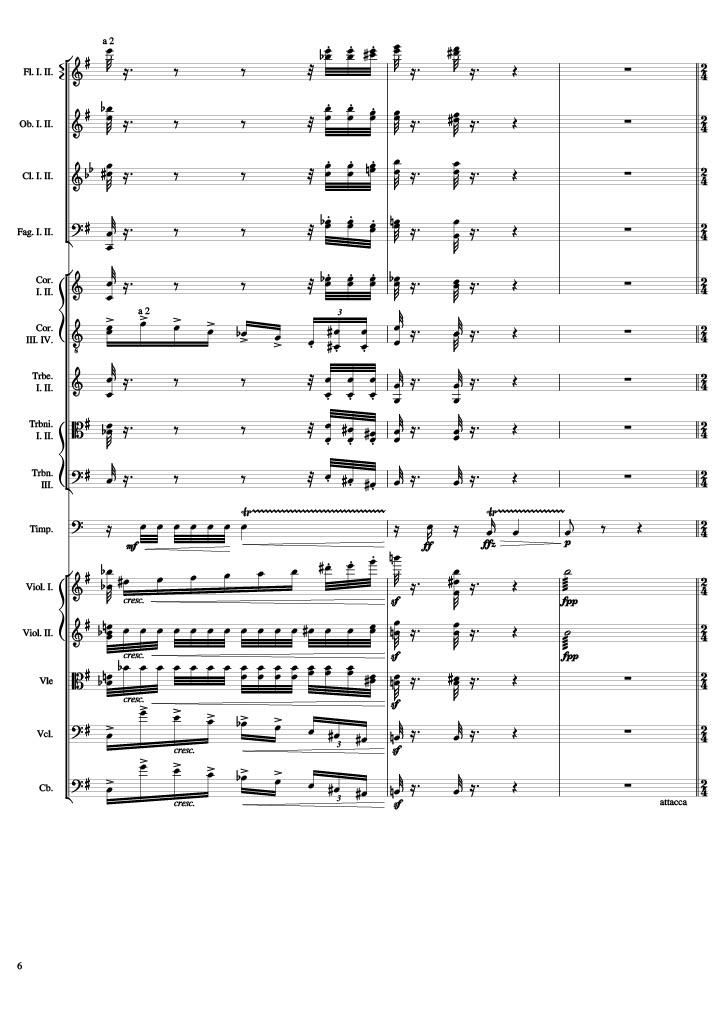 a 2
Fl. I. II.
Ob. I. II.
Cl. I. II.
Fag. I. II.
Cor.
I. II.
a 2
3
Cor.
III. IV.
Trbe.
I. II.
Trbni.
I. II.
Trbn.
III.
tr tr
Timp.
mf ff ffz p
Viol. I.
cresc. sf fpp
Viol. II.
cresc. sf fpp
Vle
cresc. sf
Vcl.
cresc. 3 sf
Cb.
cresc. 3 sf attacca
6